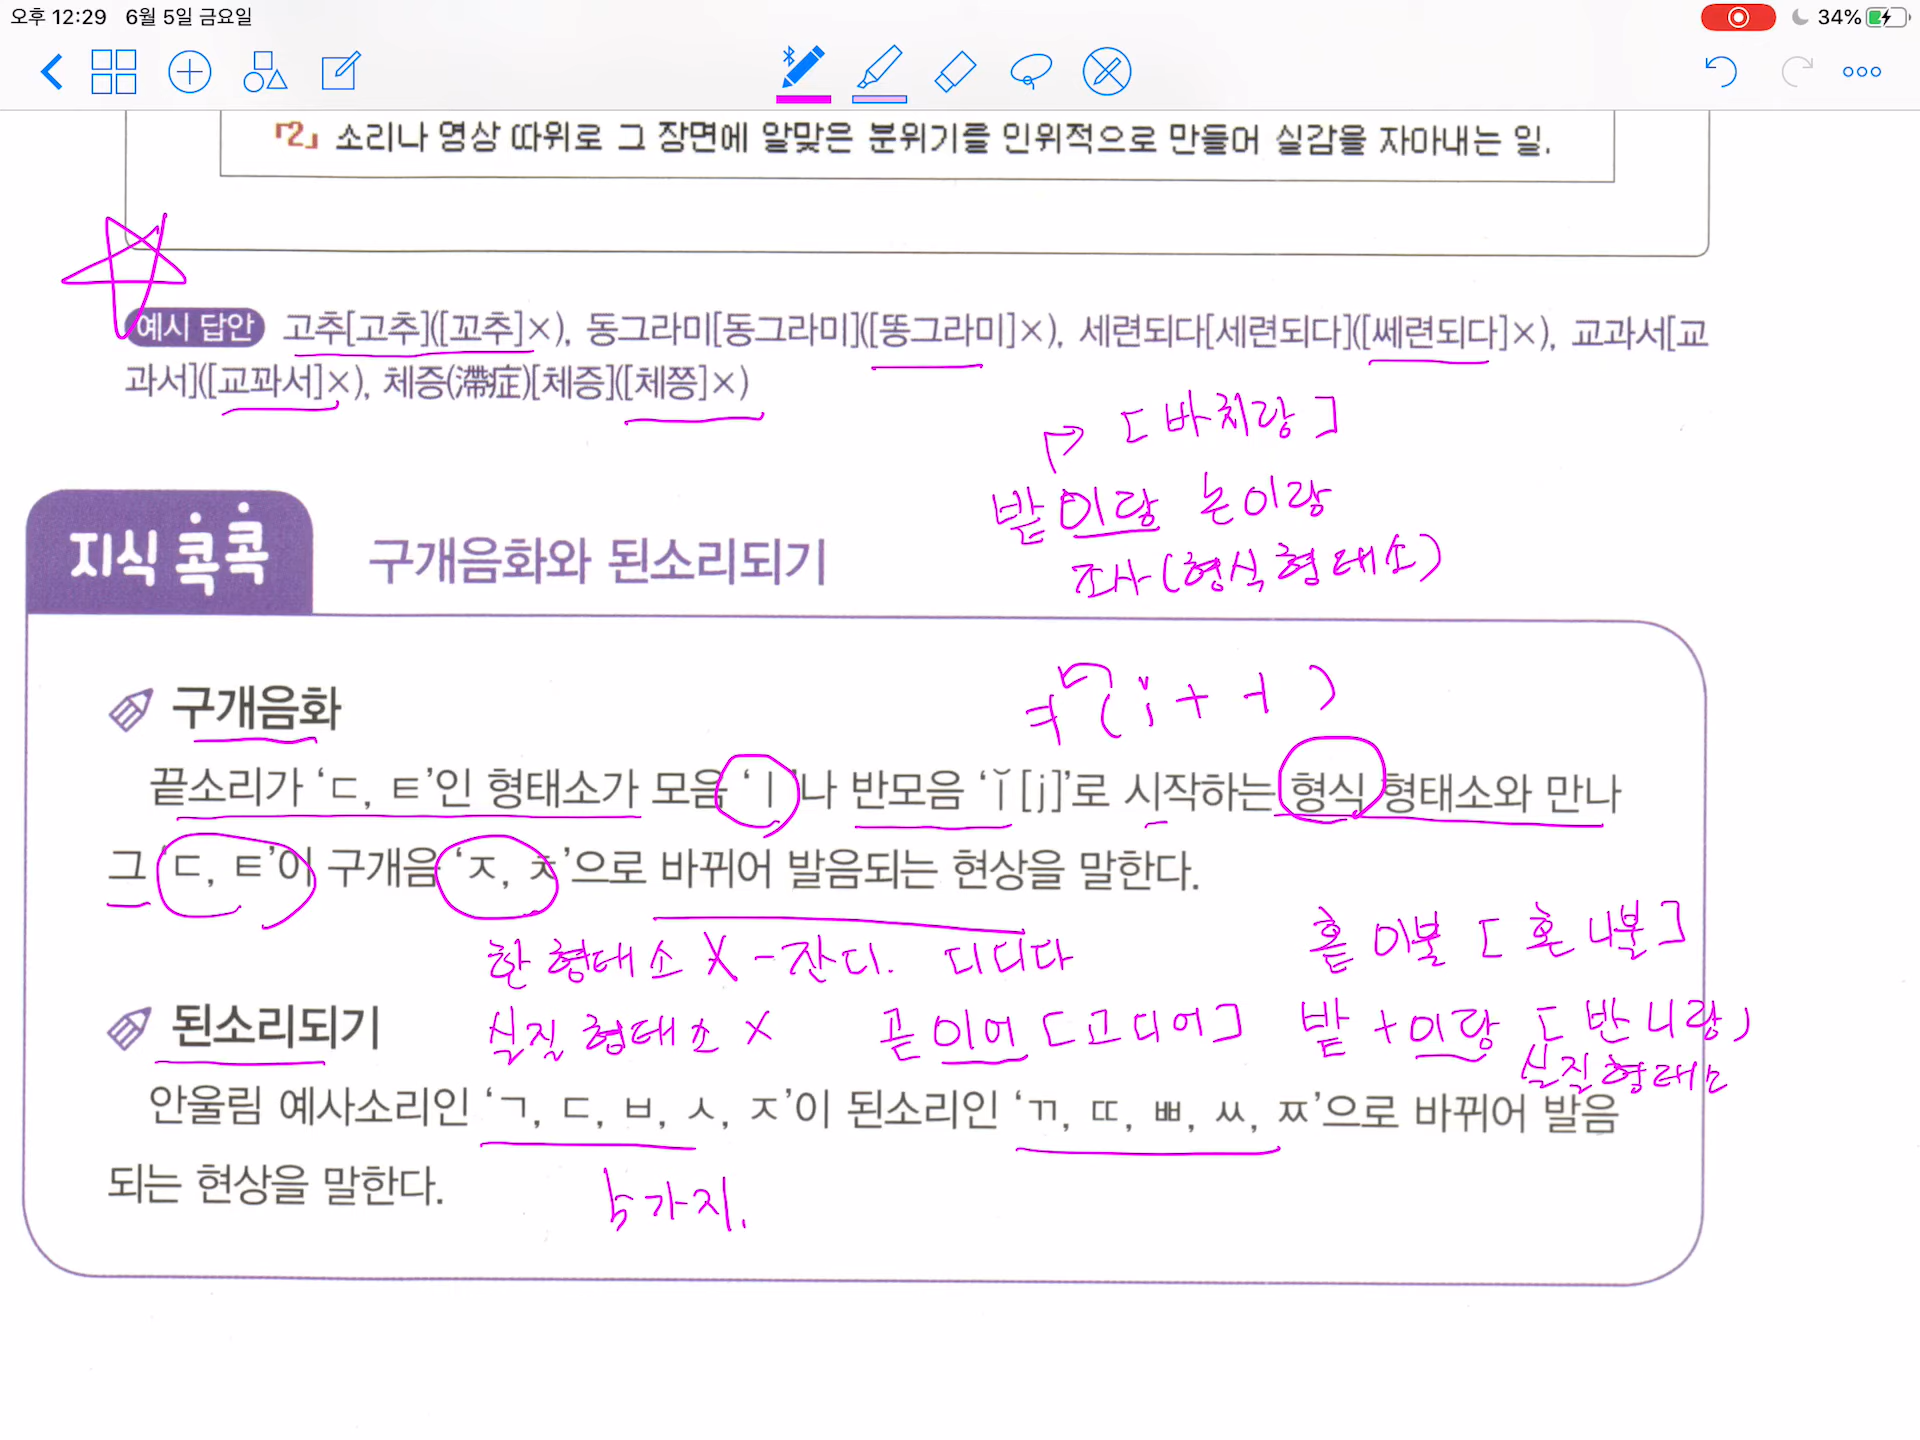 오후 12:29 6월 5일 금요일
34%
「2」 소리나 영상 따위로 그 장면에 알맞은 분위기를 인위적으로 만들어 실감을 자아내는 일.
예시 답안 고추[고추]([꼬추]×), 동그라미[동그라미]([똥그라미]×), 세련되다[세련되다]([쎄련되다]×), 교과서[교
과서]([교꽈서]×), 체증(滯症)[체증]([체쯩]×)
[바치랑]
밭이랑 논이랑
조사(형식형태소)
지식 콕콕
구개음화와 된소리되기
ㅕ(ㅣ̆+ㅓ)
구개음화
끝소리가 ‘ㄷ, ㅌ’인 형태소가 모음 ‘ㅣ’나 반모음 ‘ㅣ̆[j]’로 시작하는 형식 형태소와 만나
그 ‘ㄷ, ㅌ’이 구개음 ‘ㅈ, ㅊ’으로 바뀌어 발음되는 현상을 말한다.
한 형태소 X - 잔디. 디디다
홑이불 [혼니불]
된소리되기
실질형태소 X 곧이어 [고디어] 밭+이랑 [반니랑]
실질형태소
안울림 예사소리인 ‘ㄱ, ㄷ, ㅂ, ㅅ, ㅈ’이 된소리인 ‘ㄲ, ㄸ, ㅃ, ㅆ, ㅉ’으로 바뀌어 발음
되는 현상을 말한다.
5가지.